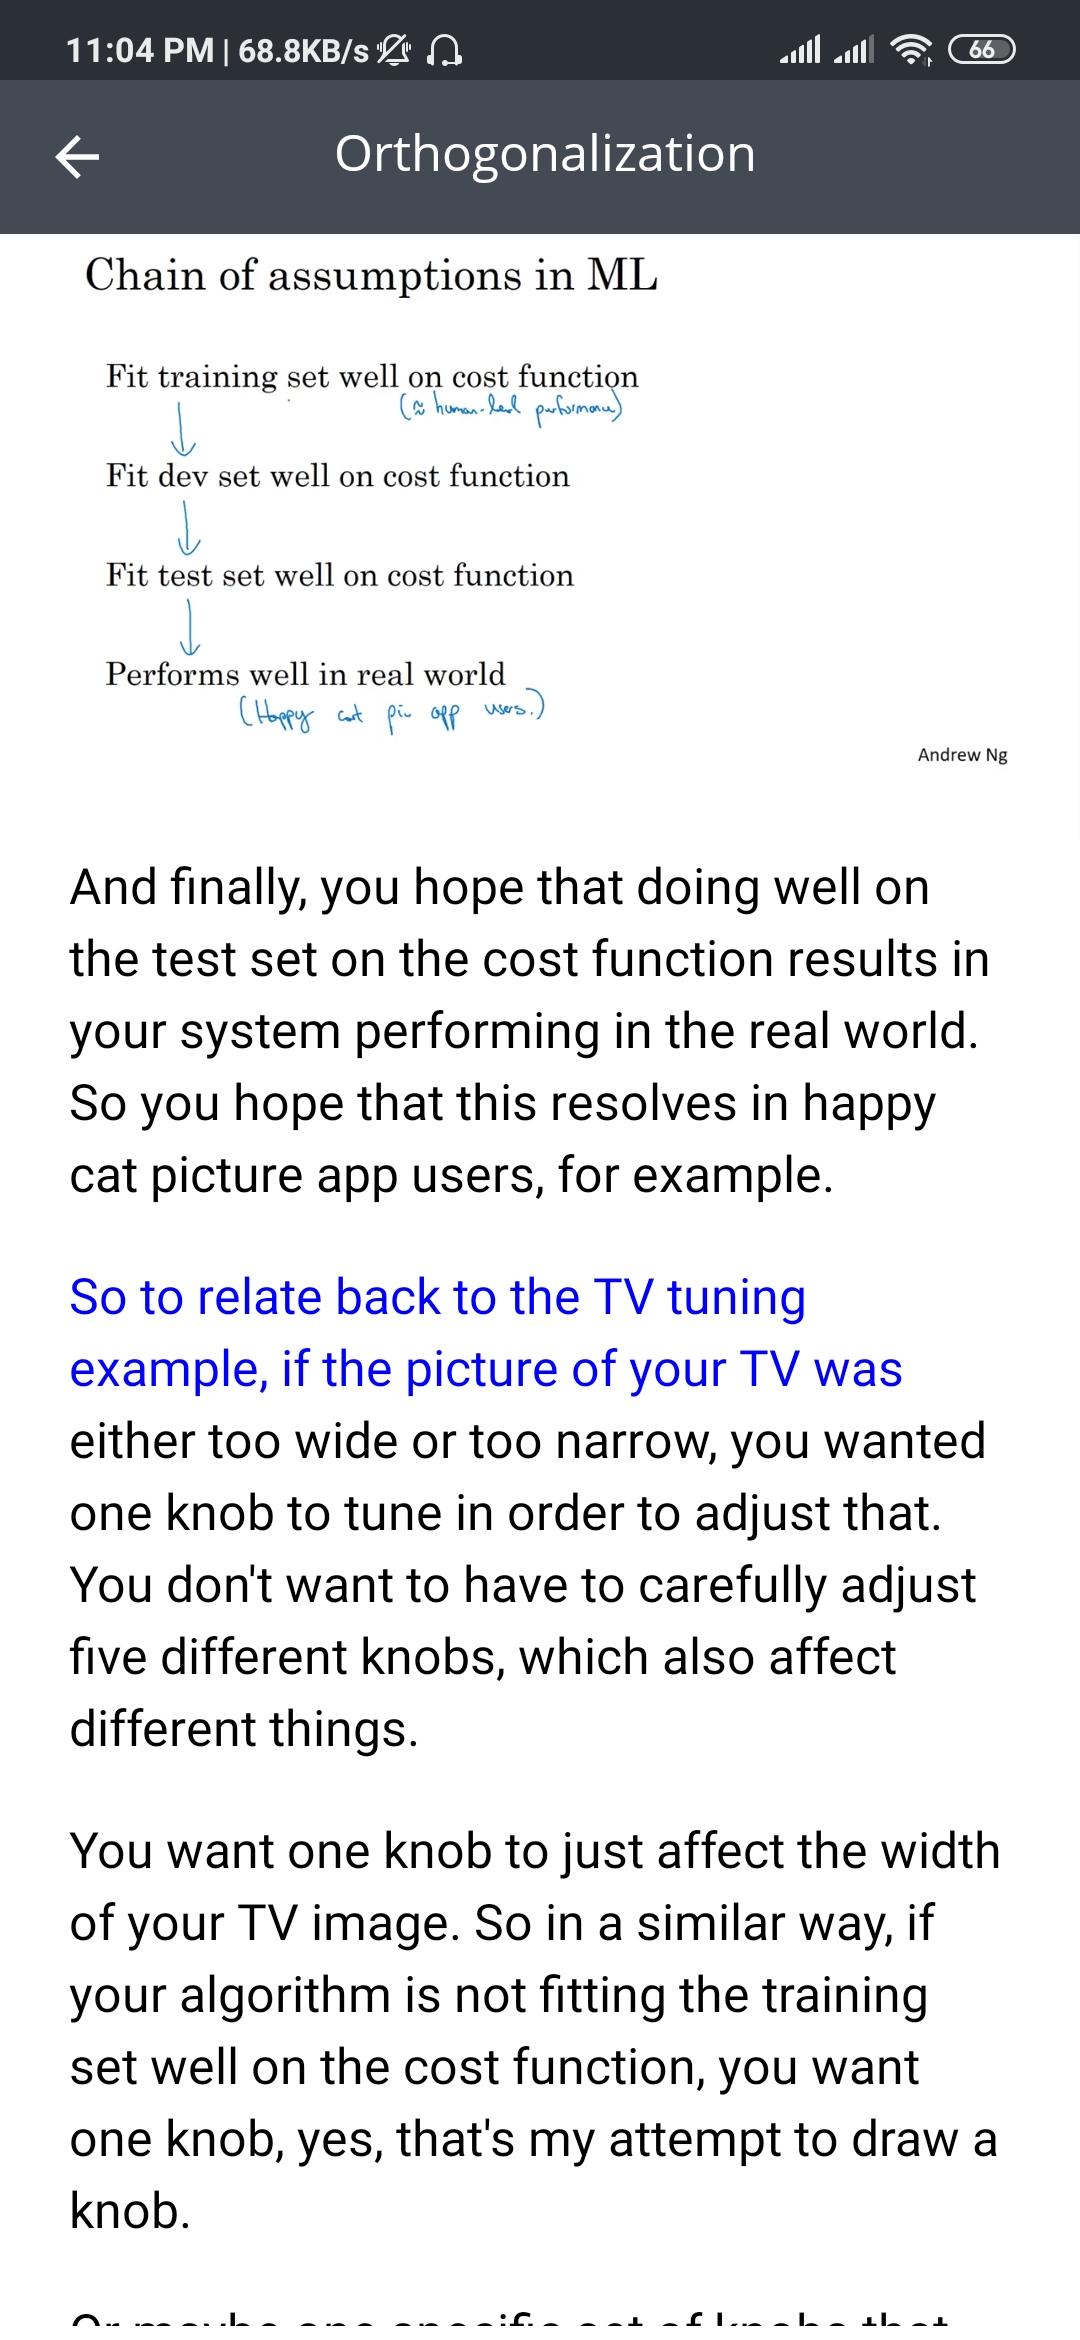 11:04 PM | 68.8KB/s
66
Orthogonalization
Chain of assumptions in ML
Fit training set well on cost function
(≈ human-level performance)
Fit dev set well on cost function
Fit test set well on cost function
Performs well in real world
(Happy cat pic app users.)
Andrew Ng
And finally, you hope that doing well on
the test set on the cost function results in
your system performing in the real world.
So you hope that this resolves in happy
cat picture app users, for example.
So to relate back to the TV tuning
example, if the picture of your TV was
either too wide or too narrow, you wanted
one knob to tune in order to adjust that.
You don't want to have to carefully adjust
five different knobs, which also affect
different things.
You want one knob to just affect the width
of your TV image. So in a similar way, if
your algorithm is not fitting the training
set well on the cost function, you want
one knob, yes, that's my attempt to draw a
knob.
Or maybe one specific set of knobs that